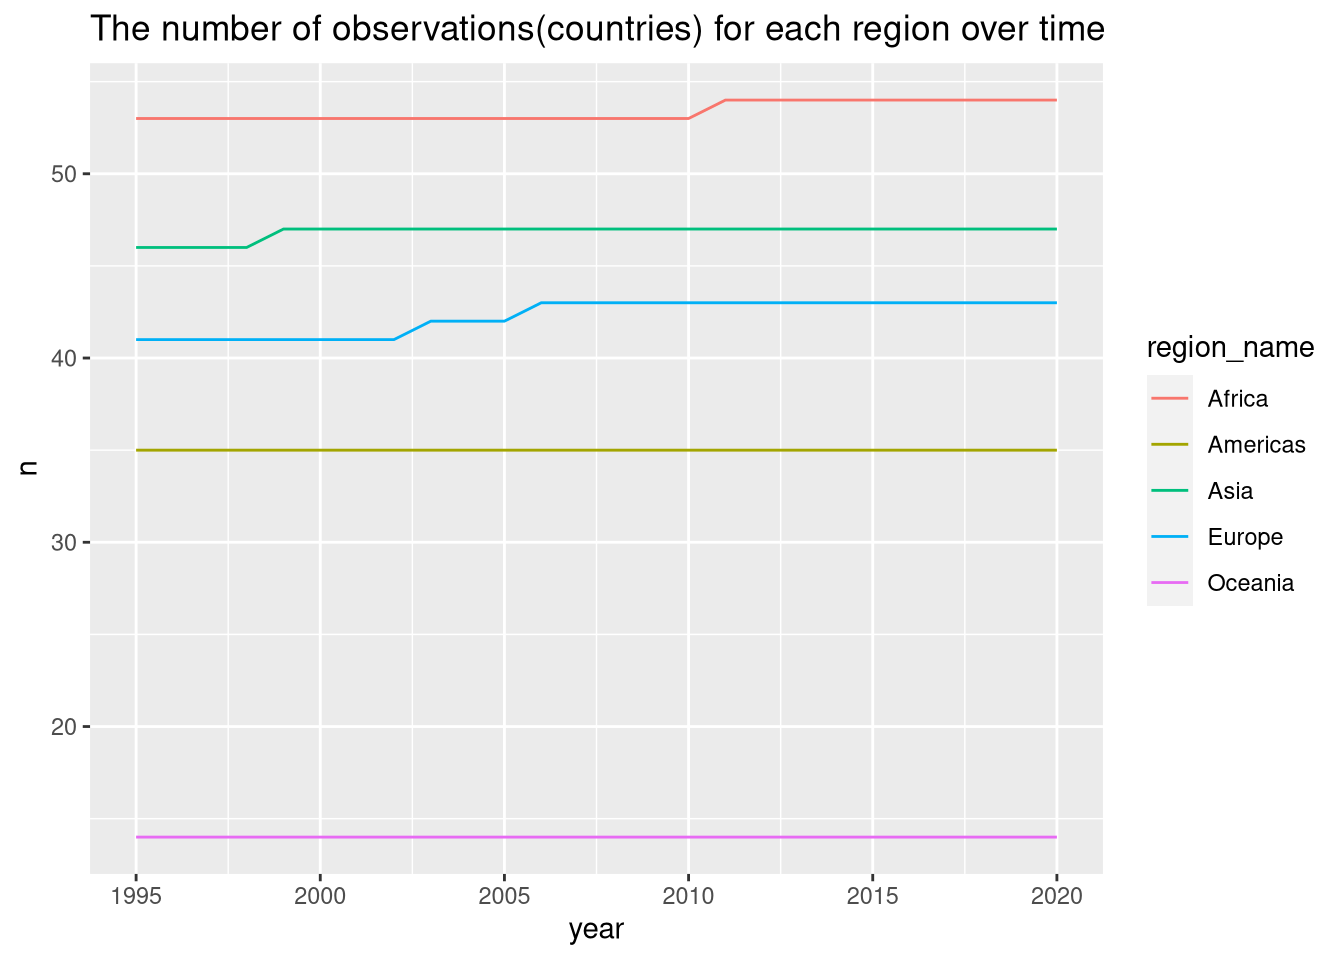 The number of observations(countries) for each region over time
50
40
30
20
n
1995 2000 2005 2010 2015 2020
year
region_name
Africa
Americas
Asia
Europe
Oceania